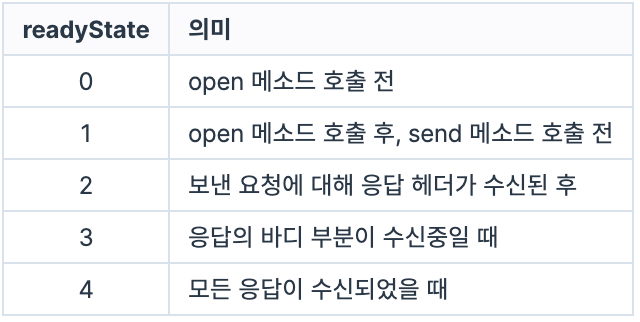 readyState 의미
0 open 메소드 호출 전
1 open 메소드 호출 후, send 메소드 호출 전
2 보낸 요청에 대해 응답 헤더가 수신된 후
3 응답의 바디 부분이 수신중일 때
4 모든 응답이 수신되었을 때